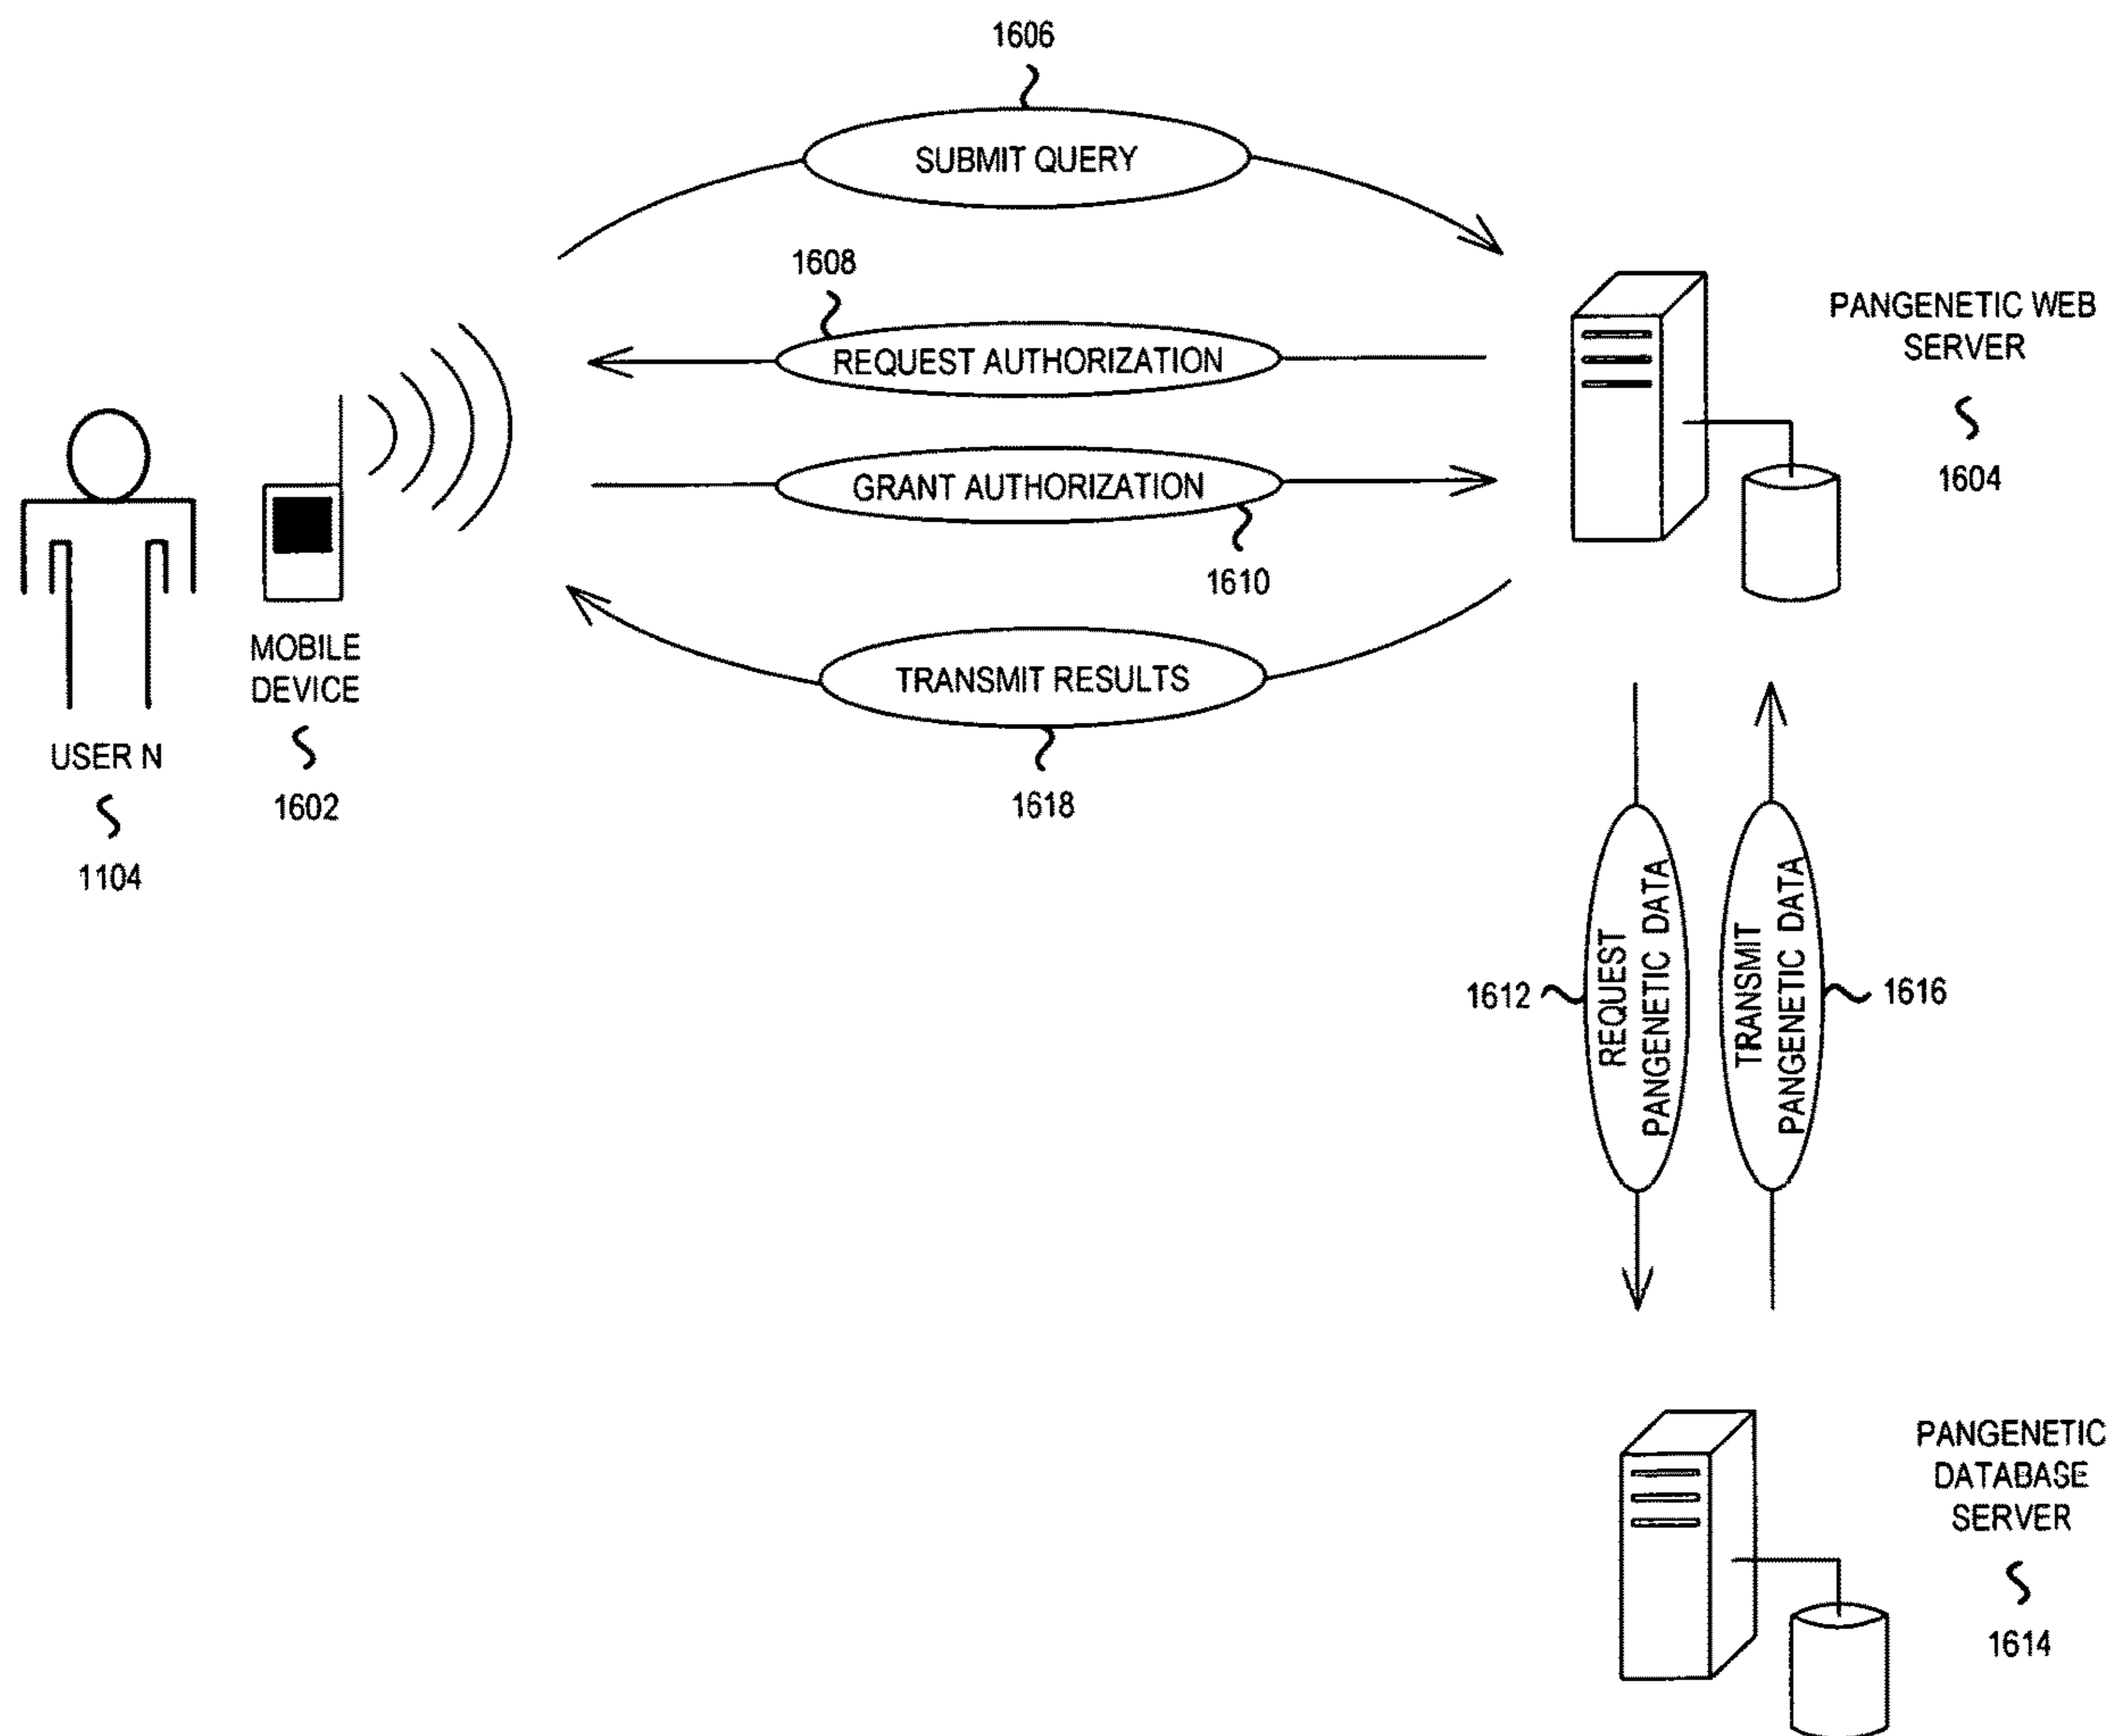 1606
SUBMIT QUERY
1608
REQUEST AUTHORIZATION
GRANT AUTHORIZATION
1610
TRANSMIT RESULTS
1618
USER N
1104
MOBILE
DEVICE
1602
PANGENETIC WEB
SERVER
1604
1612
REQUEST
PANGENETIC DATA
TRANSMIT
PANGENETIC DATA
1616
PANGENETIC
DATABASE
SERVER
1614